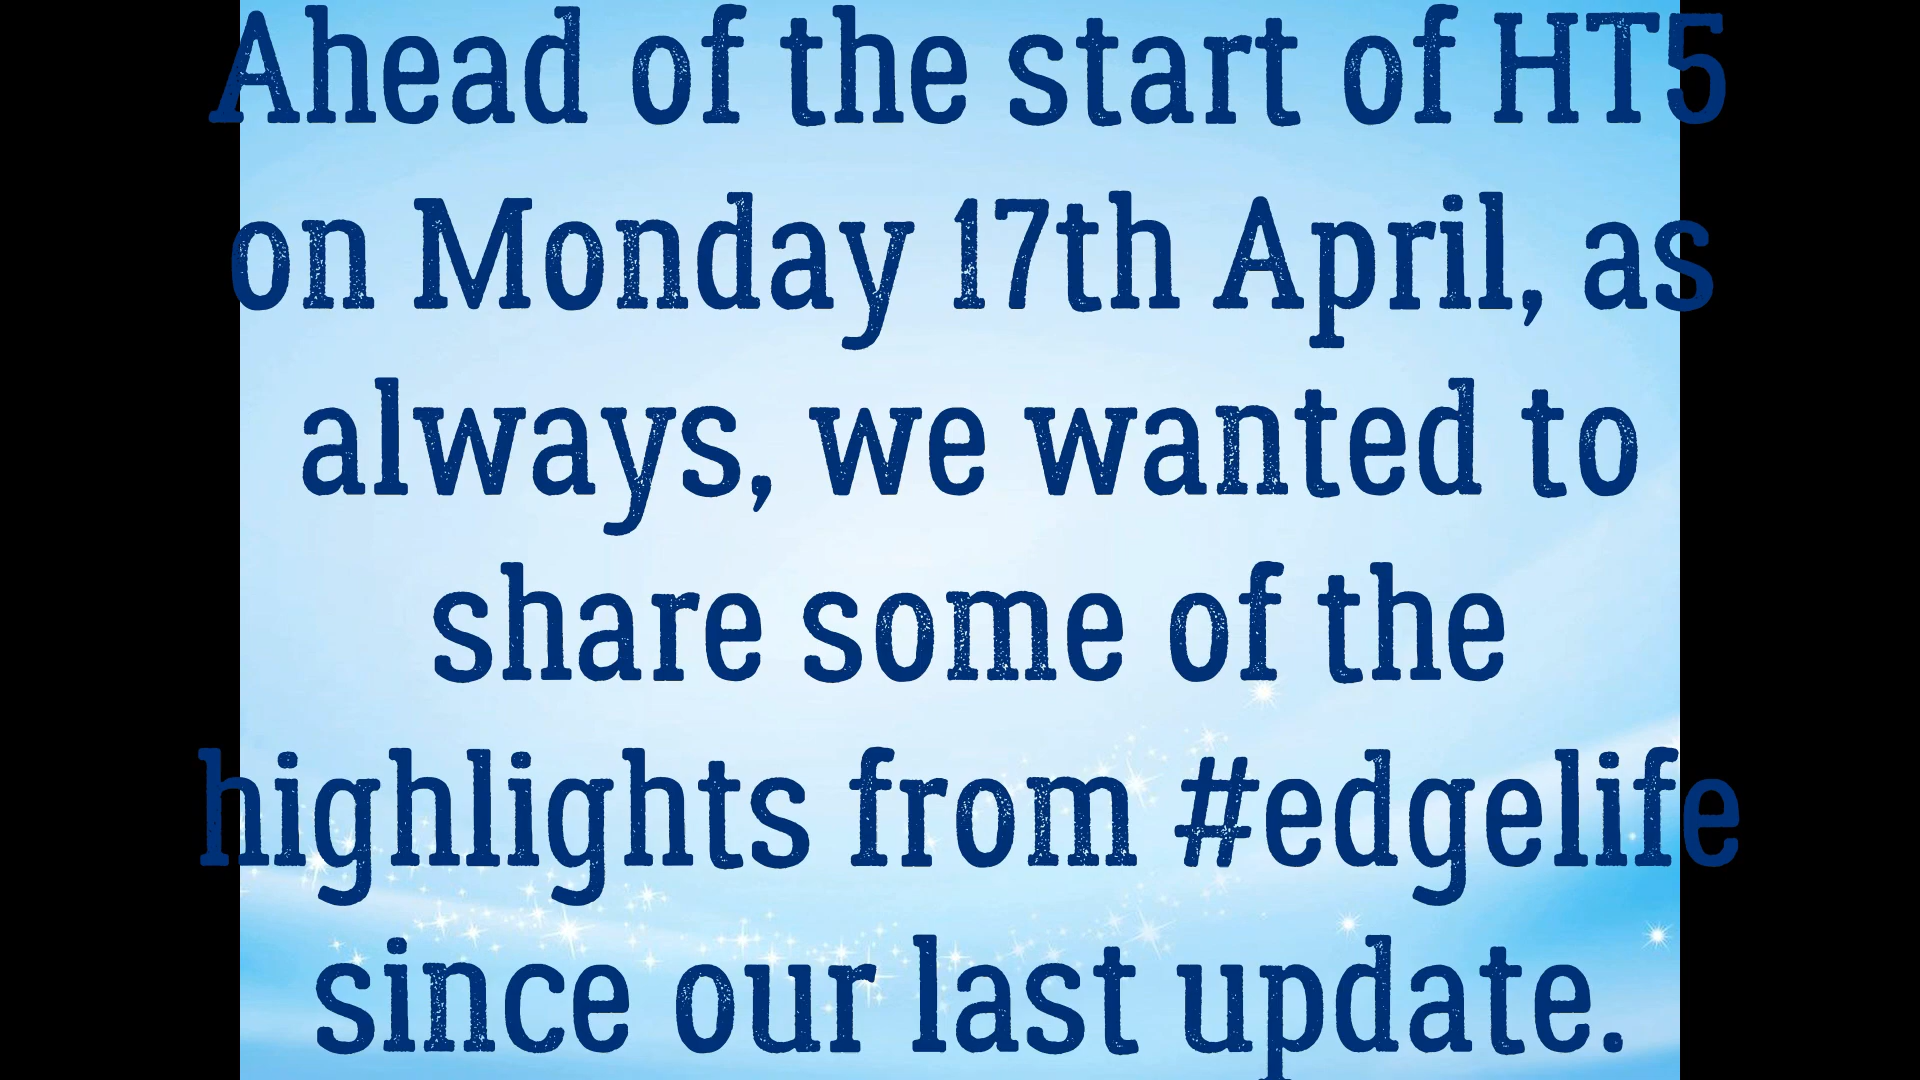 Ahead of the start of HT5
on Monday 17th April, as
always, we wanted to
share some of the
highlights from #edgelife
since our last update.